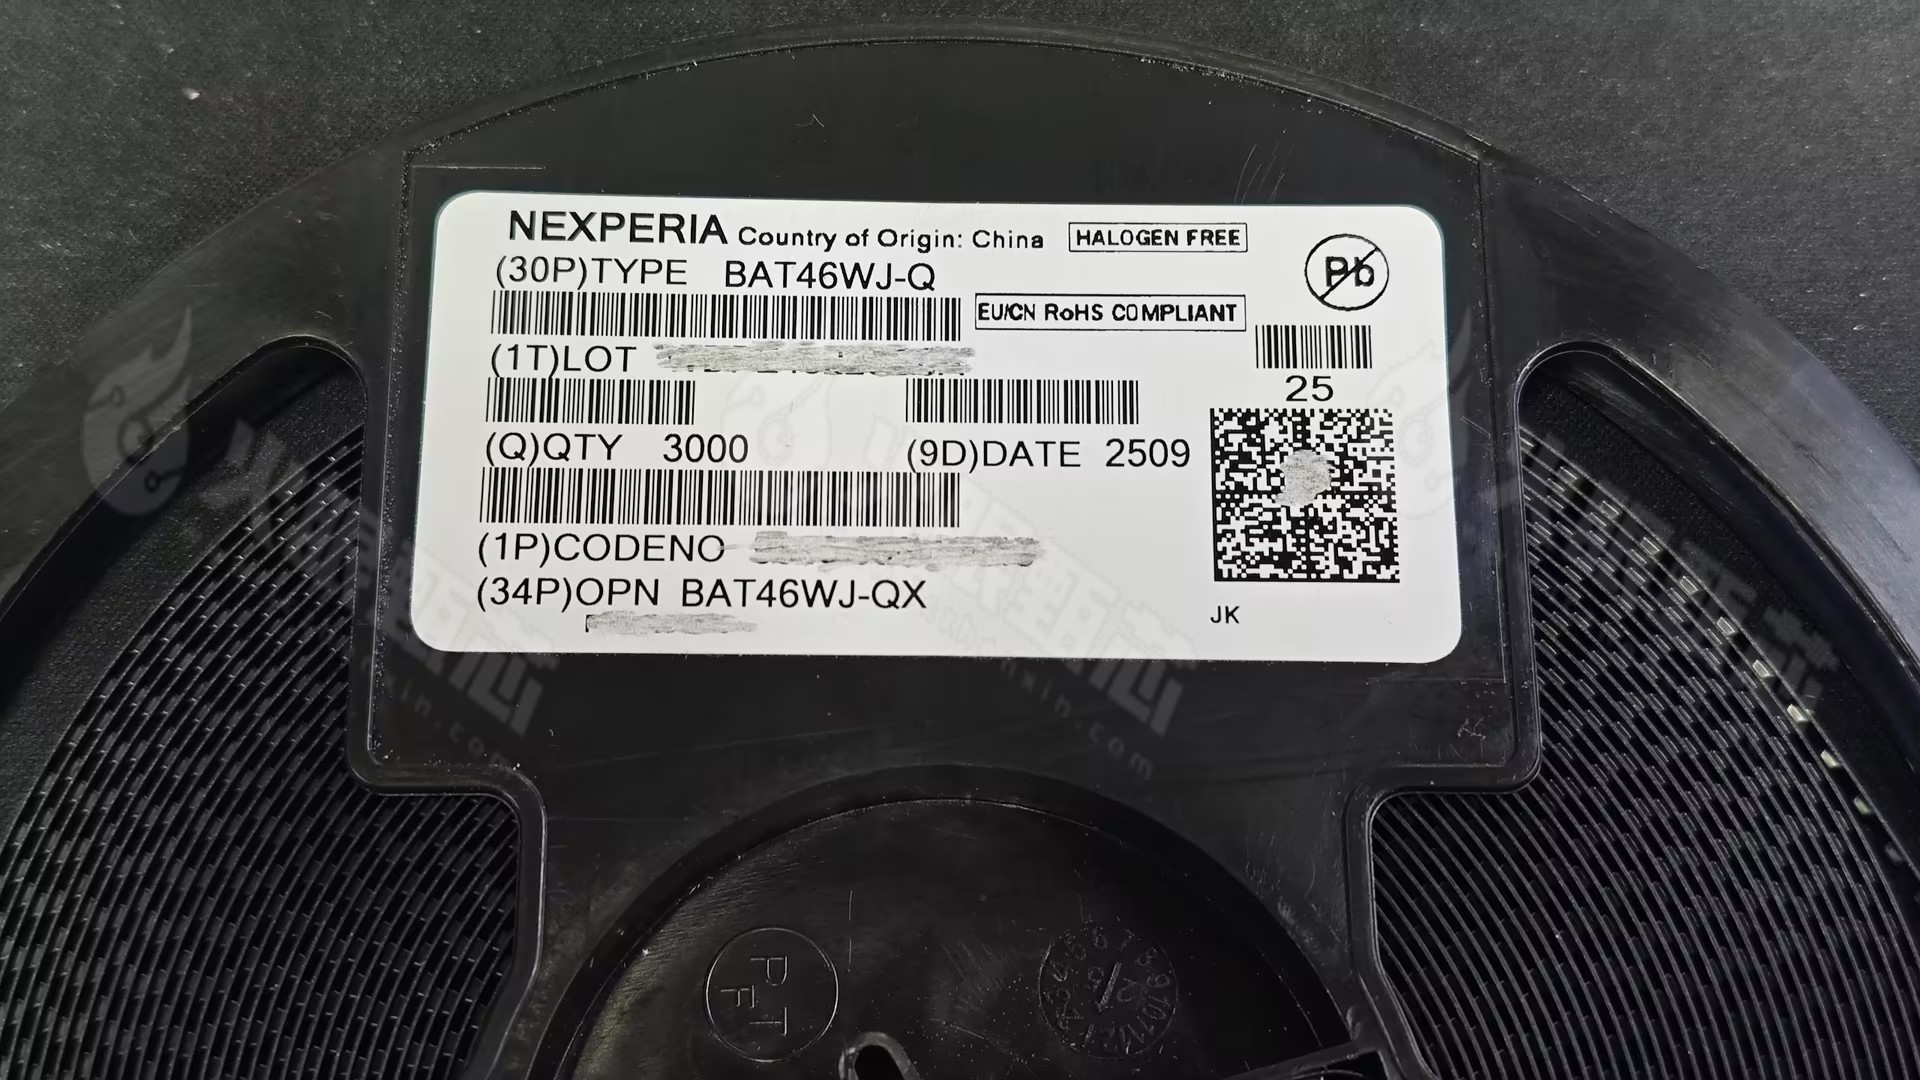 NEXPERIA Country of Origin: China HALOGEN FREE
Pb
(30P)TYPE BAT46WJ-Q
EU/CN RoHS COMPLIANT
(1T)LOT
25
(Q)QTY 3000 (9D)DATE 2509
(1P)CODENO
(34P)OPN BAT46WJ-QX
JK
PT
F